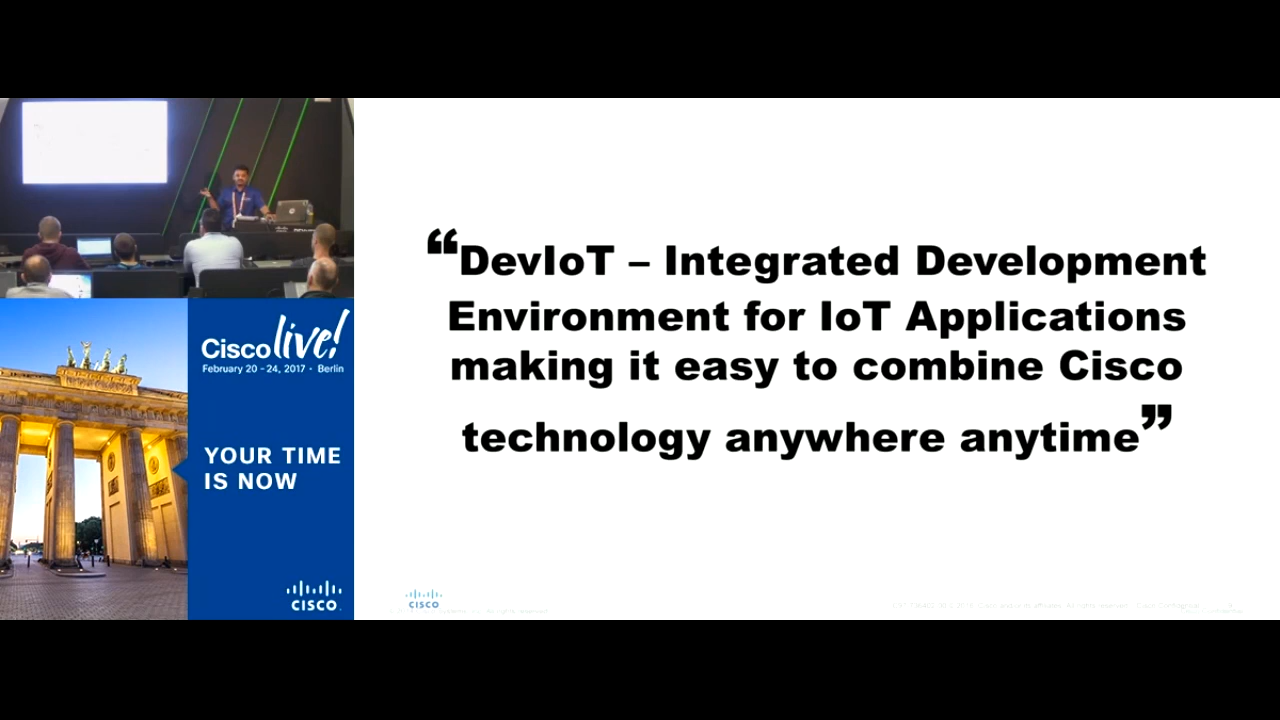 Cisco live!
February 20 - 24, 2017 • Berlin
YOUR TIME
IS NOW
CISCO
“DevIoT – Integrated Development
Environment for IoT Applications
making it easy to combine Cisco
technology anywhere anytime”
CISCO